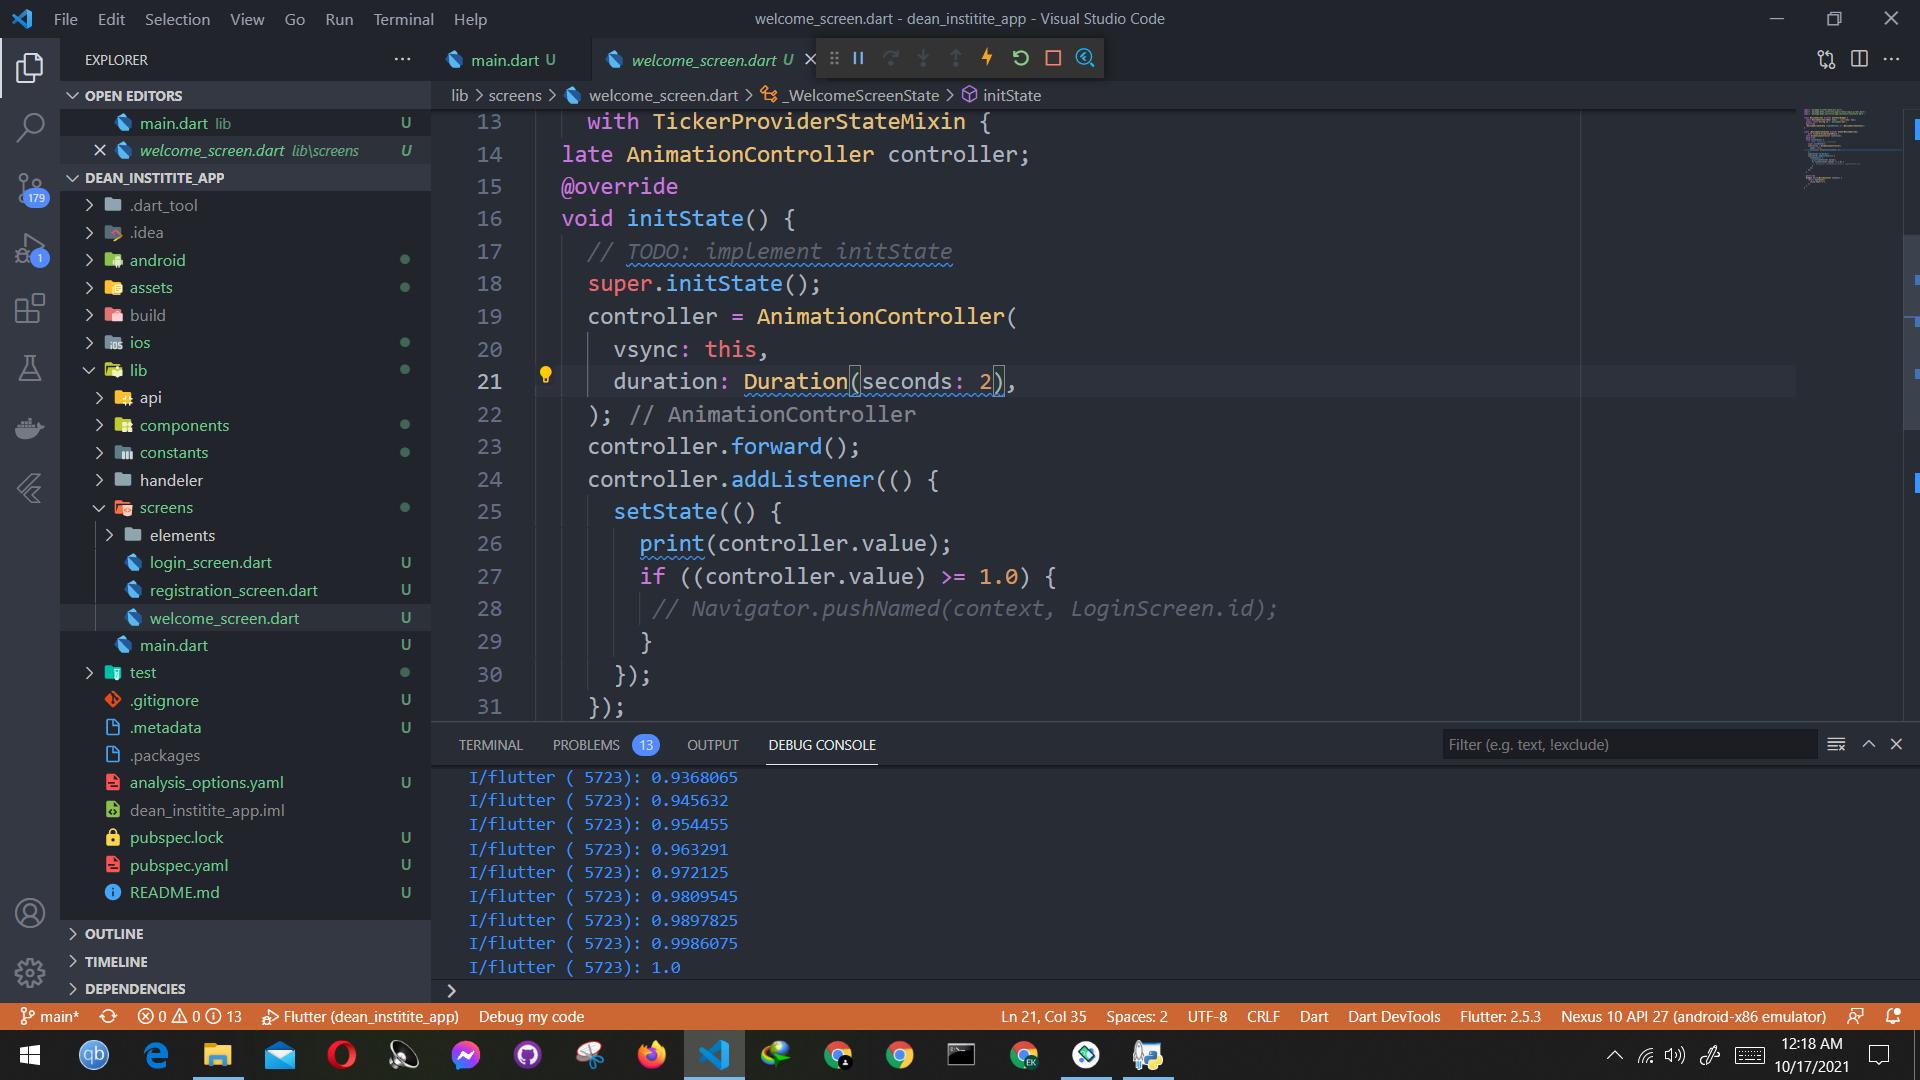 File Edit Selection View Go Run Terminal Help
welcome_screen.dart - dean_institite_app - Visual Studio Code
EXPLORER
OPEN EDITORS
main.dart lib U
welcome_screen.dart lib\screens U
DEAN_INSTITITE_APP
.dart_tool
.idea
android
assets
build
ios
lib
api
components
constants
handeler
screens
elements
login_screen.dart U
registration_screen.dart U
welcome_screen.dart U
main.dart U
test
.gitignore U
.metadata U
.packages
analysis_options.yaml U
dean_institite_app.iml
pubspec.lock U
pubspec.yaml U
README.md U
OUTLINE
TIMELINE
DEPENDENCIES
179
1
main.dart U
welcome_screen.dart U
lib > screens > welcome_screen.dart > _WelcomeScreenState > initState
13 with TickerProviderStateMixin {
14 late AnimationController controller;
15 @override
16 void initState() {
17 // TODO: implement initState
18 super.initState();
19 controller = AnimationController(
20 vsync: this,
21 duration: Duration(seconds: 2),
22 ); // AnimationController
23 controller.forward();
24 controller.addListener(() {
25 setState(() {
26 print(controller.value);
27 if ((controller.value) >= 1.0) {
28 // Navigator.pushNamed(context, LoginScreen.id);
29 }
30 });
31 });
TERMINAL PROBLEMS 13 OUTPUT DEBUG CONSOLE
Filter (e.g. text, !exclude)
I/flutter ( 5723): 0.9368065
I/flutter ( 5723): 0.945632
I/flutter ( 5723): 0.954455
I/flutter ( 5723): 0.963291
I/flutter ( 5723): 0.972125
I/flutter ( 5723): 0.9809545
I/flutter ( 5723): 0.9897825
I/flutter ( 5723): 0.9986075
I/flutter ( 5723): 1.0
main* 0 0 13 Flutter (dean_institite_app) Debug my code Ln 21, Col 35 Spaces: 2 UTF-8 CRLF Dart Dart DevTools Flutter: 2.5.3 Nexus 10 API 27 (android-x86 emulator)
qb
EK
12:18 AM
10/17/2021